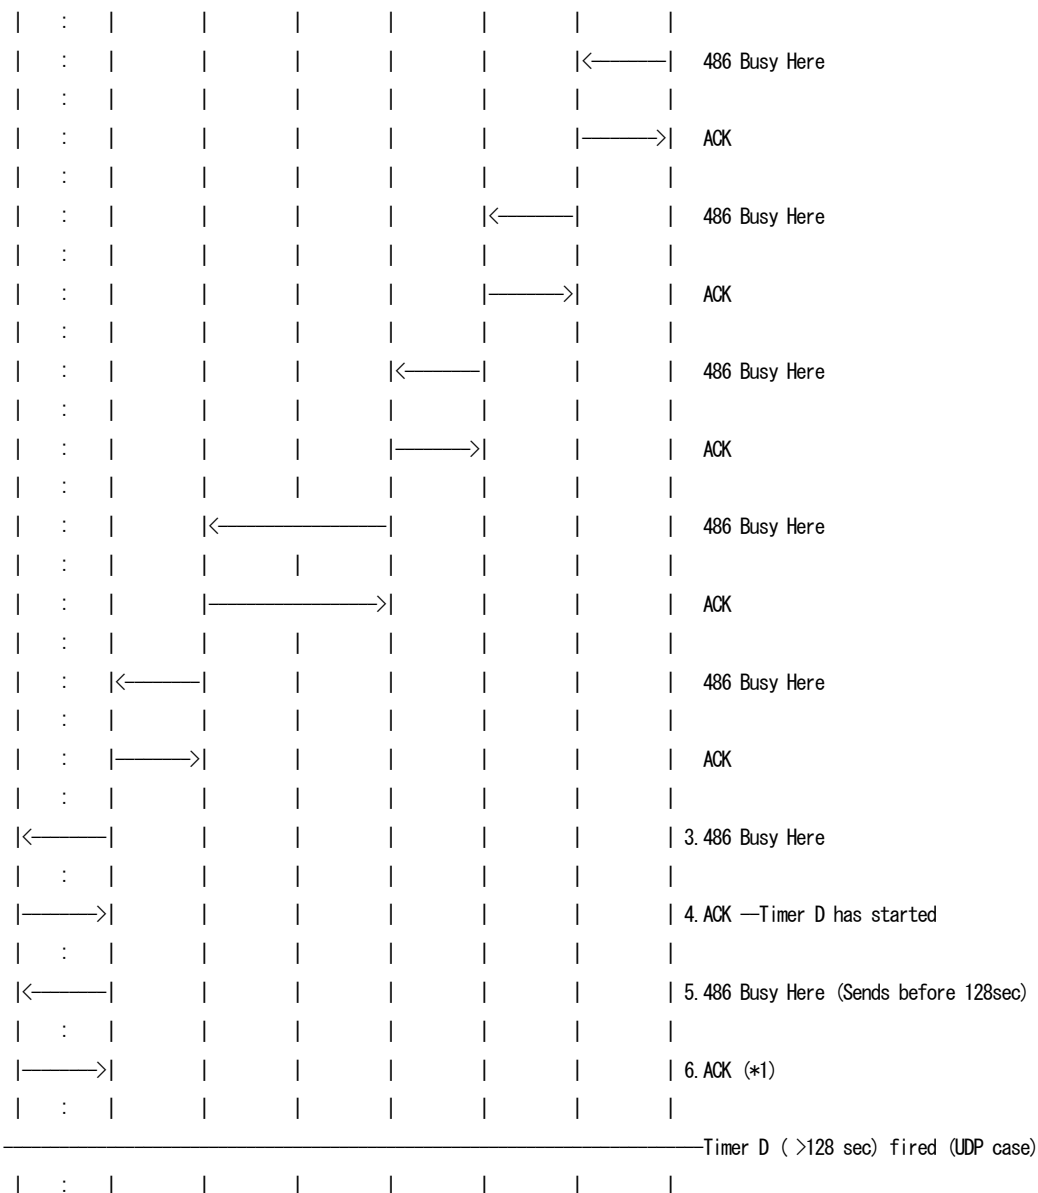 486 Busy Here
ACK
486 Busy Here
ACK
486 Busy Here
ACK
486 Busy Here
ACK
486 Busy Here
ACK
3.486 Busy Here
4.ACK --Timer D has started
5.486 Busy Here (Sends before 128sec)
6.ACK (*1)
Timer D ( >128 sec) fired (UDP case)